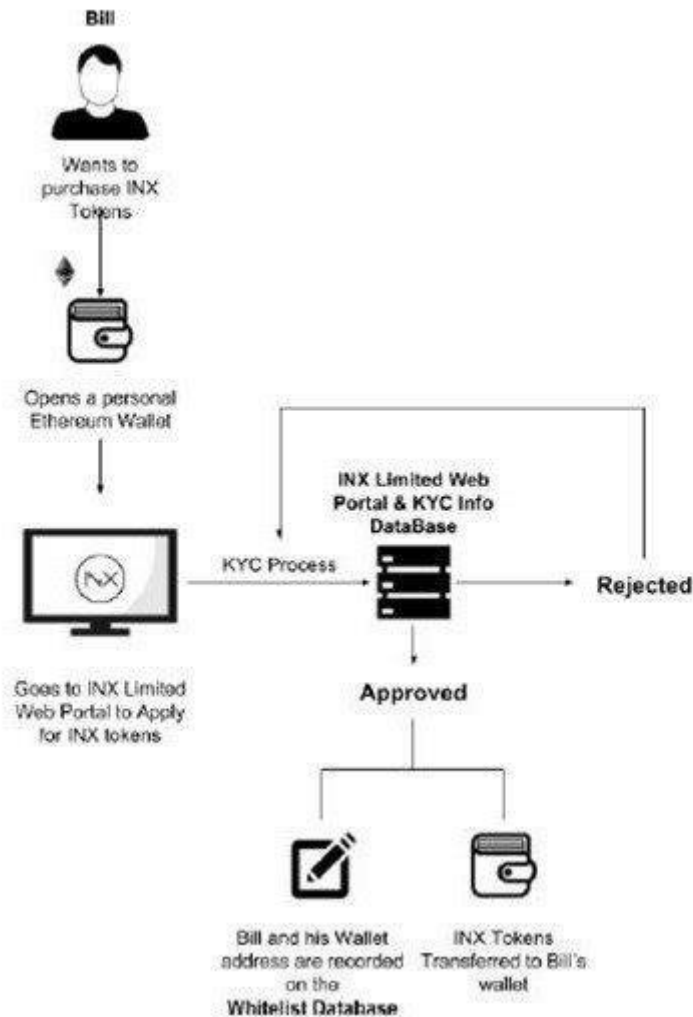 Bill
Wants to
purchase INX
Tokens
Opens a personal
Ethereum Wallet
INX Limited Web
Portal & KYC Info
DataBase
INX
KYC Process
Rejected
Goes to INX Limited
Web Portal to Apply
for INX tokens
Approved
Bill and his Wallet
address are recorded
on the
Whitelist Database
INX Tokens
Transferred to Bill's
wallet